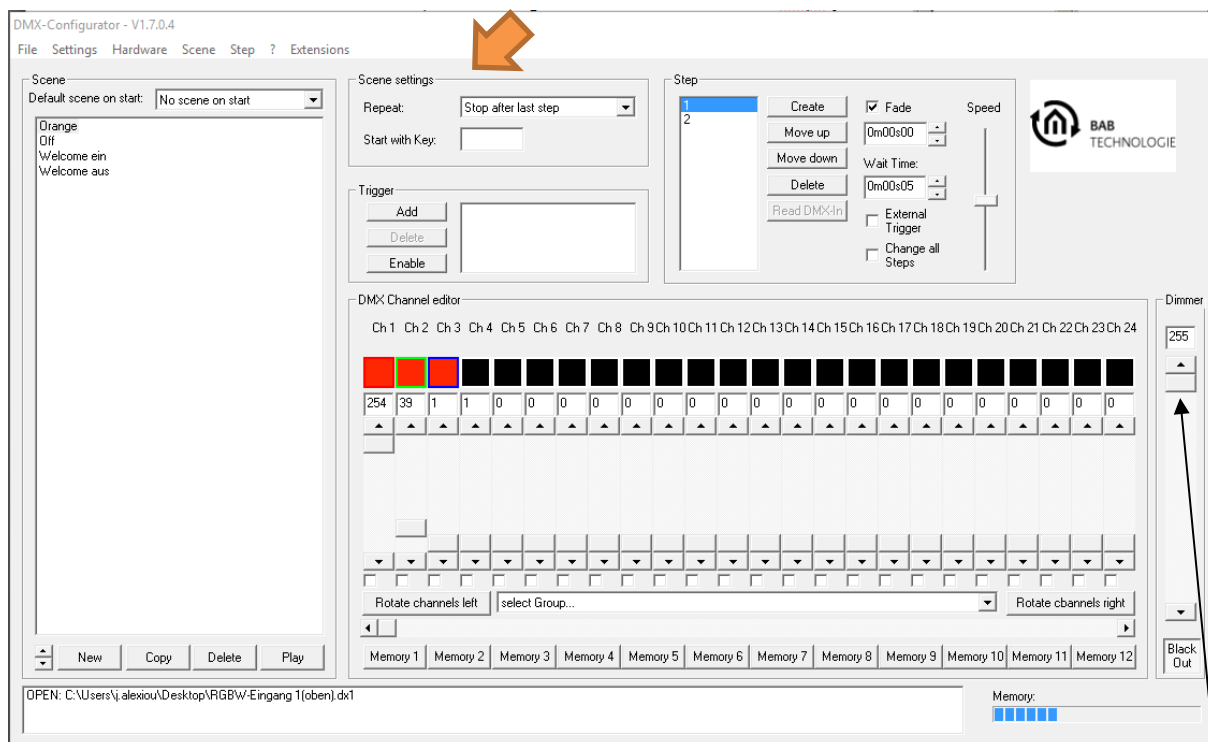 DMX-Configurator - V1.7.0.4
File Settings Hardware Scene Step ? Extensions
Scene
Default scene on start: No scene on start
Orange
Off
Welcome ein
Welcome aus
New Copy Delete Play
Scene settings
Repeat: Stop after last step
Start with Key:
Trigger
Add
Delete
Enable
Step
1
2
Create
Move up
Move down
Delete
Read DMX-In
Fade
0m00s00
Wait Time:
0m00s05
External
Trigger
Change all
Steps
Speed
BAB
TECHNOLOGIE
DMX Channel editor
Ch 1 Ch 2 Ch 3 Ch 4 Ch 5 Ch 6 Ch 7 Ch 8 Ch 9 Ch 10 Ch 11 Ch 12 Ch 13 Ch 14 Ch 15 Ch 16 Ch 17 Ch 18 Ch 19 Ch 20 Ch 21 Ch 22 Ch 23 Ch 24
254 39 1 1 0 0 0 0 0 0 0 0 0 0 0 0 0 0 0 0 0 0 0 0
Rotate channels left select Group... Rotate cbannels right
Memory 1 Memory 2 Memory 3 Memory 4 Memory 5 Memory 6 Memory 7 Memory 8 Memory 9 Memory 10 Memory 11 Memory 12
Dimmer
255
Black
Out
OPEN: C:\Users\j.alexiou\Desktop\RGBW-Eingang 1(oben).dx1
Memory: